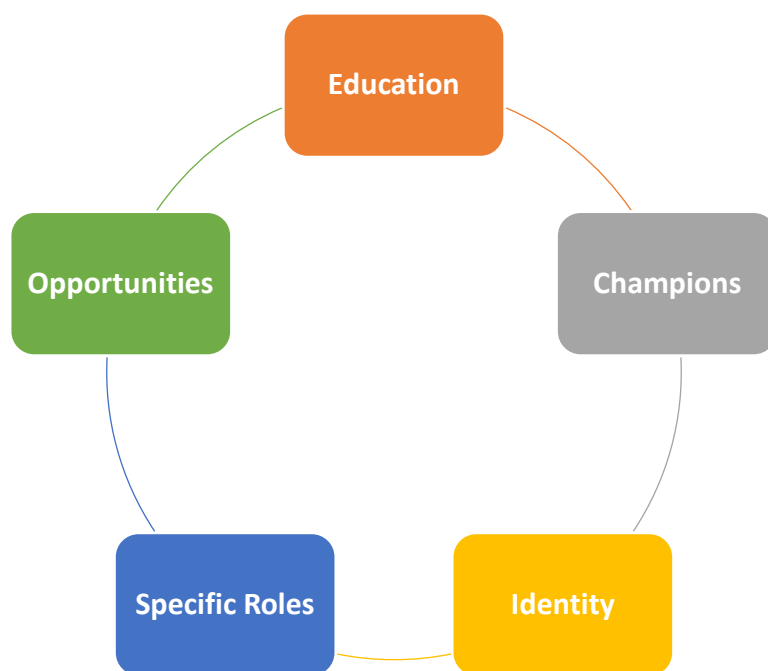 Education
Opportunities
Champions
Specific Roles
Identity